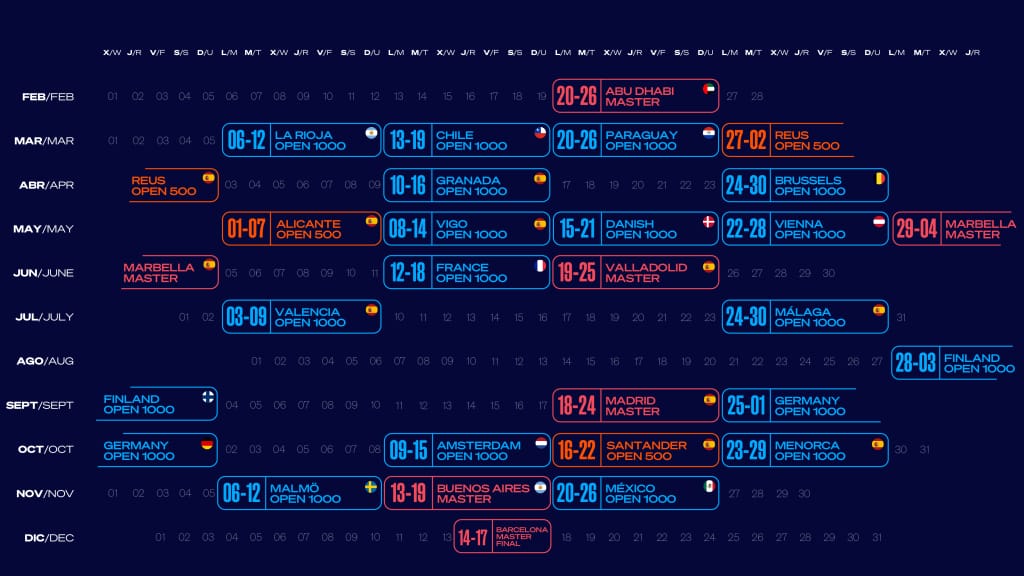 X/W J/R V/F S/S D/U L/M M/T X/W J/R V/F S/S D/U L/M M/T X/W J/R V/F S/S D/U L/M M/T X/W J/R V/F S/S D/U L/M M/T X/W J/R V/F S/S D/U L/M M/T X/W J/R
FEB/FEB 01 02 03 04 05 06 07 08 09 10 11 12 13 14 15 16 17 18 19 20-26 ABU DHABI MASTER 27 28
MAR/MAR 01 02 03 04 05 06-12 LA RIOJA OPEN 1000 13-19 CHILE OPEN 1000 20-26 PARAGUAY OPEN 1000 27-02 REUS OPEN 500
ABR/APR REUS OPEN 500 03 04 05 06 07 08 09 10-16 GRANADA OPEN 1000 17 18 19 20 21 22 23 24-30 BRUSSELS OPEN 1000
MAY/MAY 01-07 ALICANTE OPEN 500 08-14 VIGO OPEN 1000 15-21 DANISH OPEN 1000 22-28 VIENNA OPEN 1000 29-04 MARBELLA MASTER
JUN/JUNE MARBELLA MASTER 05 06 07 08 09 10 11 12-18 FRANCE OPEN 1000 19-25 VALLADOLID MASTER 26 27 28 29 30
JUL/JULY 01 02 03-09 VALENCIA OPEN 1000 10 11 12 13 14 15 16 17 18 19 20 21 22 23 24-30 MÁLAGA OPEN 1000 31
AGO/AUG 01 02 03 04 05 06 07 08 09 10 11 12 13 14 15 16 17 18 19 20 21 22 23 24 25 26 27 28-03 FINLAND OPEN 1000
SEPT/SEPT FINLAND OPEN 1000 04 05 06 07 08 09 10 11 12 13 14 15 16 17 18-24 MADRID MASTER 25-01 GERMANY OPEN 1000
OCT/OCT GERMANY OPEN 1000 02 03 04 05 06 07 08 09-15 AMSTERDAM OPEN 1000 16-22 SANTANDER OPEN 500 23-29 MENORCA OPEN 1000 30 31
NOV/NOV 01 02 03 04 05 06-12 MALMÖ OPEN 1000 13-19 BUENOS AIRES MASTER 20-26 MÉXICO OPEN 1000 27 28 29 30
DIC/DEC 01 02 03 04 05 06 07 08 09 10 11 12 13 14-17 BARCELONA MASTER FINAL 18 19 20 21 22 23 24 25 26 27 28 29 30 31